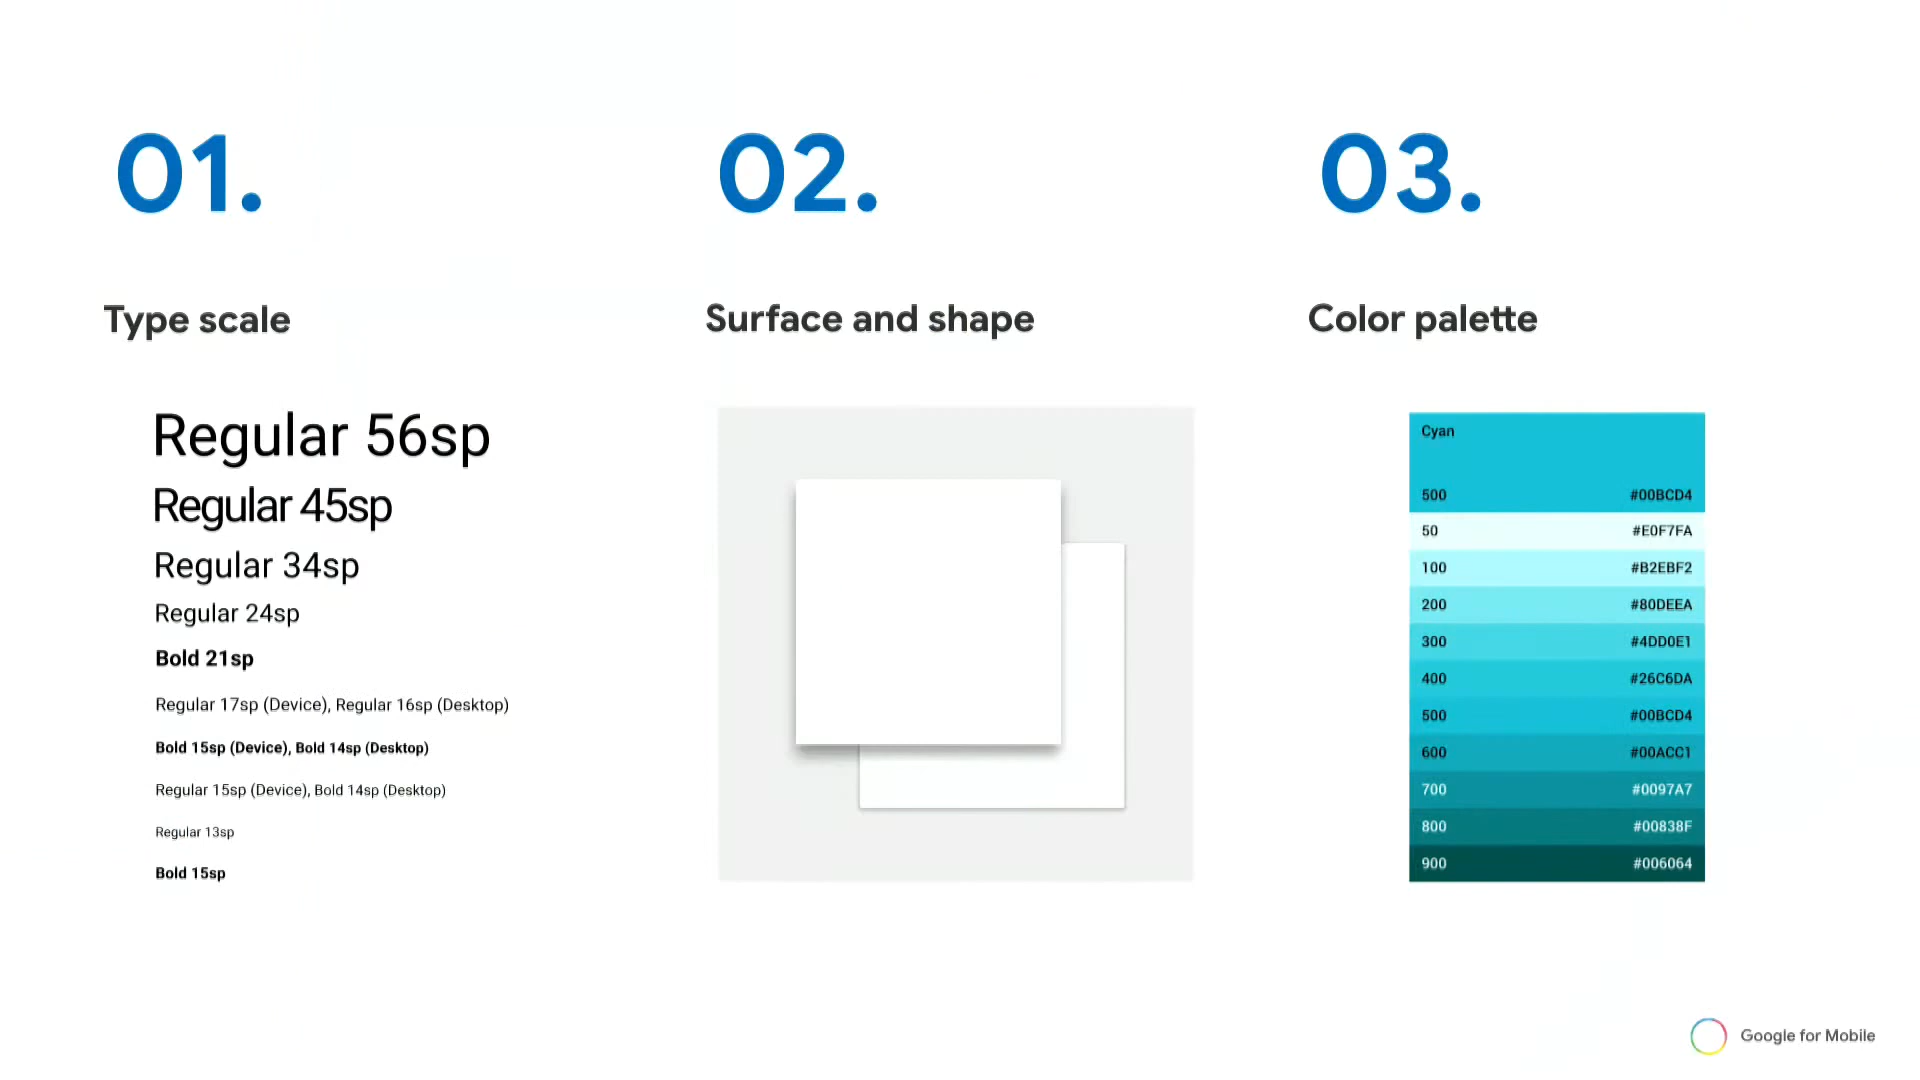 01.
Type scale
Regular 56sp
Regular 45sp
Regular 34sp
Regular 24sp
Bold 21sp
Regular 17sp (Device), Regular 16sp (Desktop)
Bold 15sp (Device), Bold 14sp (Desktop)
Regular 15sp (Device), Bold 14sp (Desktop)
Regular 13sp
Bold 15sp
02.
Surface and shape
03.
Color palette
Cyan
500 #00BCD4
50 #E0F7FA
100 #B2EBF2
200 #80DEEA
300 #4DD0E1
400 #26C6DA
500 #00BCD4
600 #00ACC1
700 #0097A7
800 #00838F
900 #006064
Google for Mobile